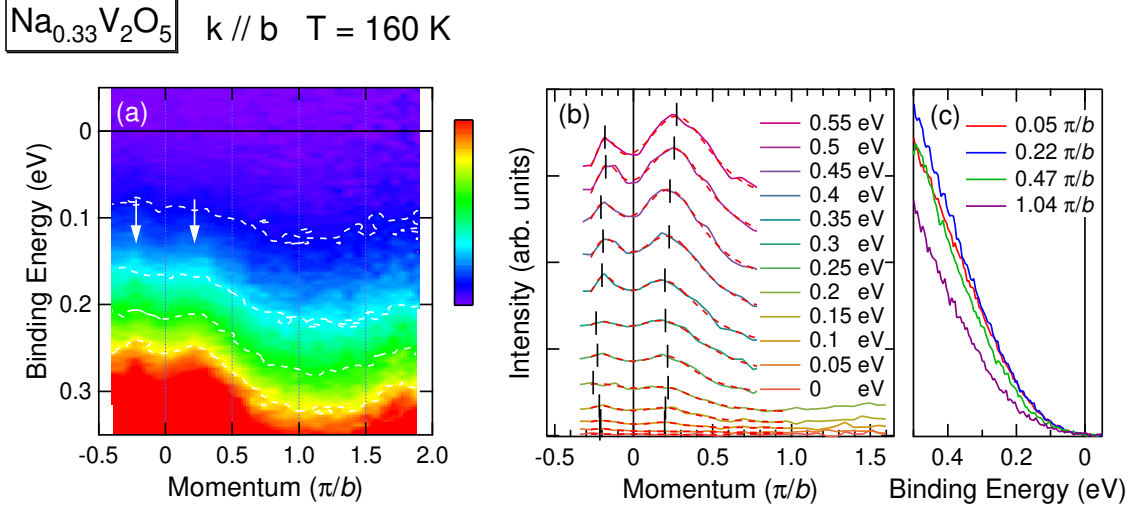 Na0.33V2O5 k // b T = 160 K
(a)
0
0.1
0.2
0.3
Binding Energy (eV)
-0.5 0 0.5 1.0 1.5 2.0
Momentum (π/b)
(b)
0.55 eV
0.5 eV
0.45 eV
0.4 eV
0.35 eV
0.3 eV
0.25 eV
0.2 eV
0.15 eV
0.1 eV
0.05 eV
0 eV
Intensity (arb. units)
-0.5 0 0.5 1.0 1.5
Momentum (π/b)
(c)
0.05 π/b
0.22 π/b
0.47 π/b
1.04 π/b
0.4 0.2 0
Binding Energy (eV)